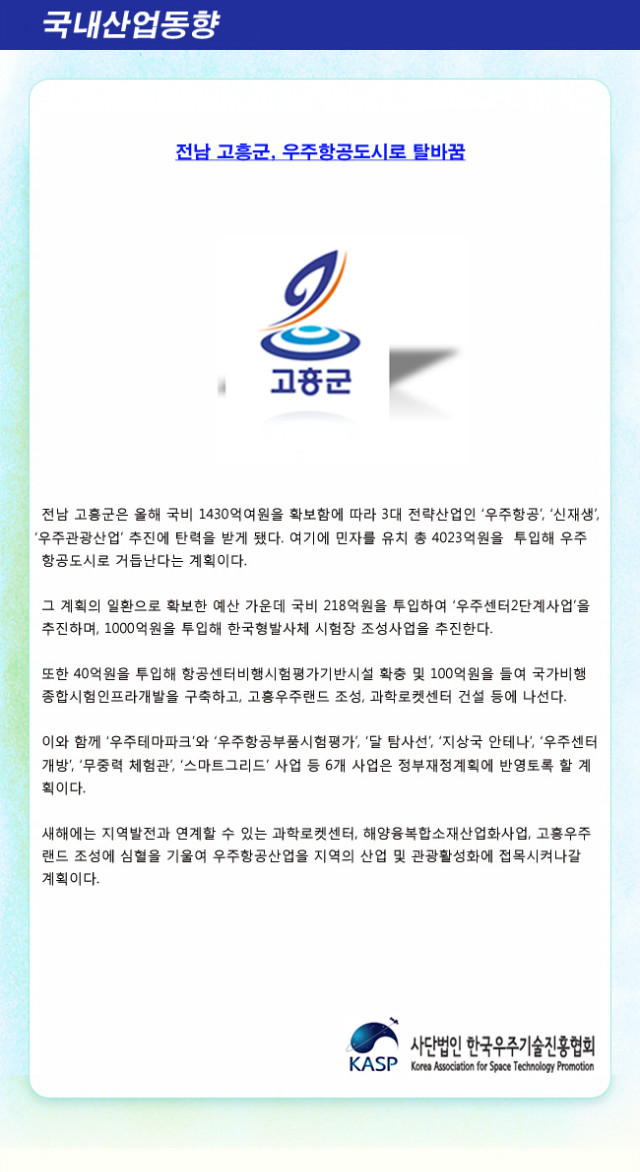 국내산업동향
전남 고흥군, 우주항공도시로 탈바꿈
고흥군
전남 고흥군은 올해 국비 1430억여원을 확보함에 따라 3대 전략산업인 ‘우주항공’, ‘신재생’,
‘우주관광산업’ 추진에 탄력을 받게 됐다. 여기에 민자를 유치 총 4023억원을 투입해 우주
항공도시로 거듭난다는 계획이다.
그 계획의 일환으로 확보한 예산 가운데 국비 218억원을 투입하여 ‘우주센터2단계사업’을
추진하며, 1000억원을 투입해 한국형발사체 시험장 조성사업을 추진한다.
또한 40억원을 투입해 항공센터비행시험평가기반시설 확충 및 100억원을 들여 국가비행
종합시험인프라개발을 구축하고, 고흥우주랜드 조성, 과학로켓센터 건설 등에 나선다.
이와 함께 ‘우주테마파크’와 ‘우주항공부품시험평가’, ‘달 탐사선’, ‘지상국 안테나’, ‘우주센터
개방’, ‘무중력 체험관’, ‘스마트그리드’ 사업 등 6개 사업은 정부재정계획에 반영토록 할 계
획이다.
새해에는 지역발전과 연계할 수 있는 과학로켓센터, 해양융복합소재산업화사업, 고흥우주
랜드 조성에 심혈을 기울여 우주항공산업을 지역의 산업 및 관광활성화에 접목시켜나갈
계획이다.
KASP
사단법인 한국우주기술진흥협회
Korea Association for Space Technology Promotion